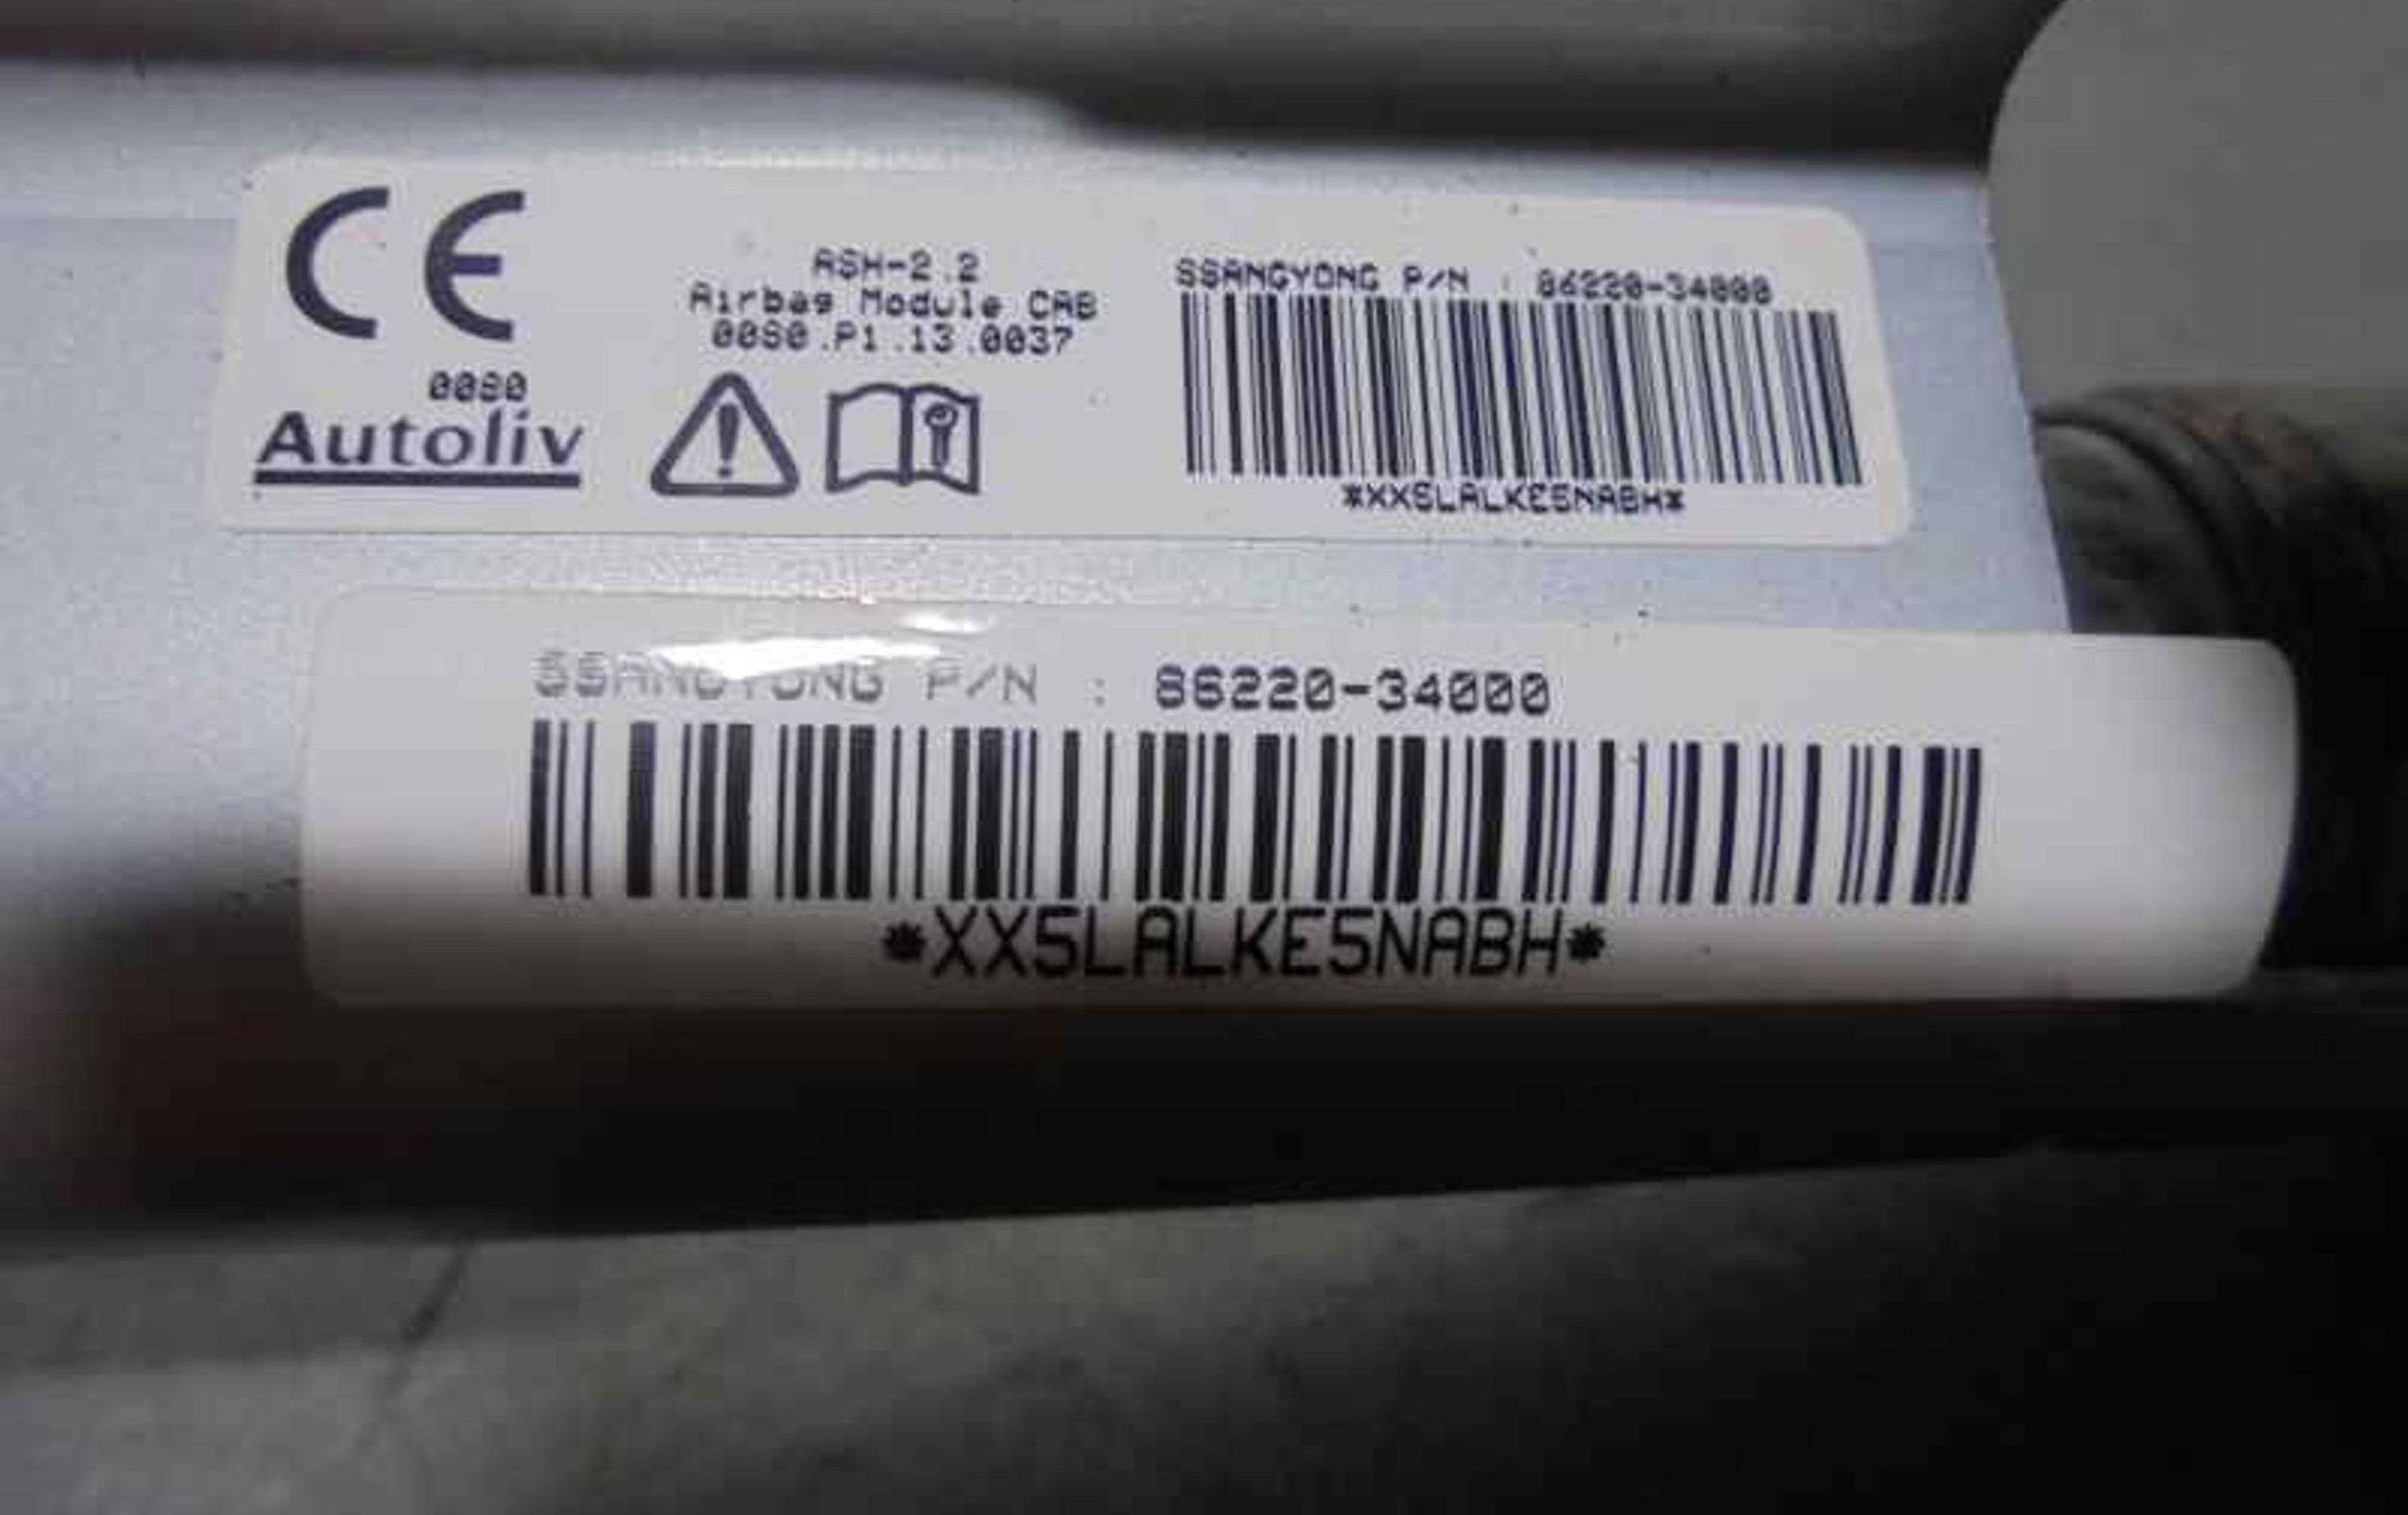 CE
0080
Autoliv
ASH-2.2
Airbag Module CAB
0080.P1.13.0037
SSANGYONG P/N : 86220-34000
*XX5LALKE5NABH*
SSANGYONG P/N : 86220-34000
*XX5LALKE5NABH*